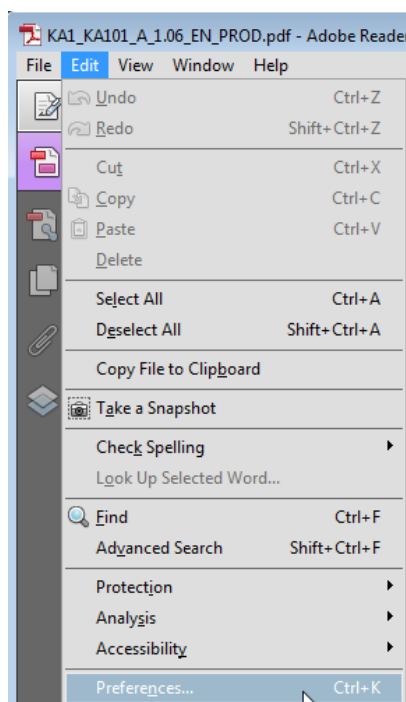 KA1_KA101_A_1.06_EN_PROD.pdf - Adobe Reade
File Edit View Window Help
Undo Ctrl+Z
Redo Shift+Ctrl+Z
Cut Ctrl+X
Copy Ctrl+C
Paste Ctrl+V
Delete
Select All Ctrl+A
Deselect All Shift+Ctrl+A
Copy File to Clipboard
Take a Snapshot
Check Spelling
Look Up Selected Word...
Find Ctrl+F
Advanced Search Shift+Ctrl+F
Protection
Analysis
Accessibility
Preferences... Ctrl+K